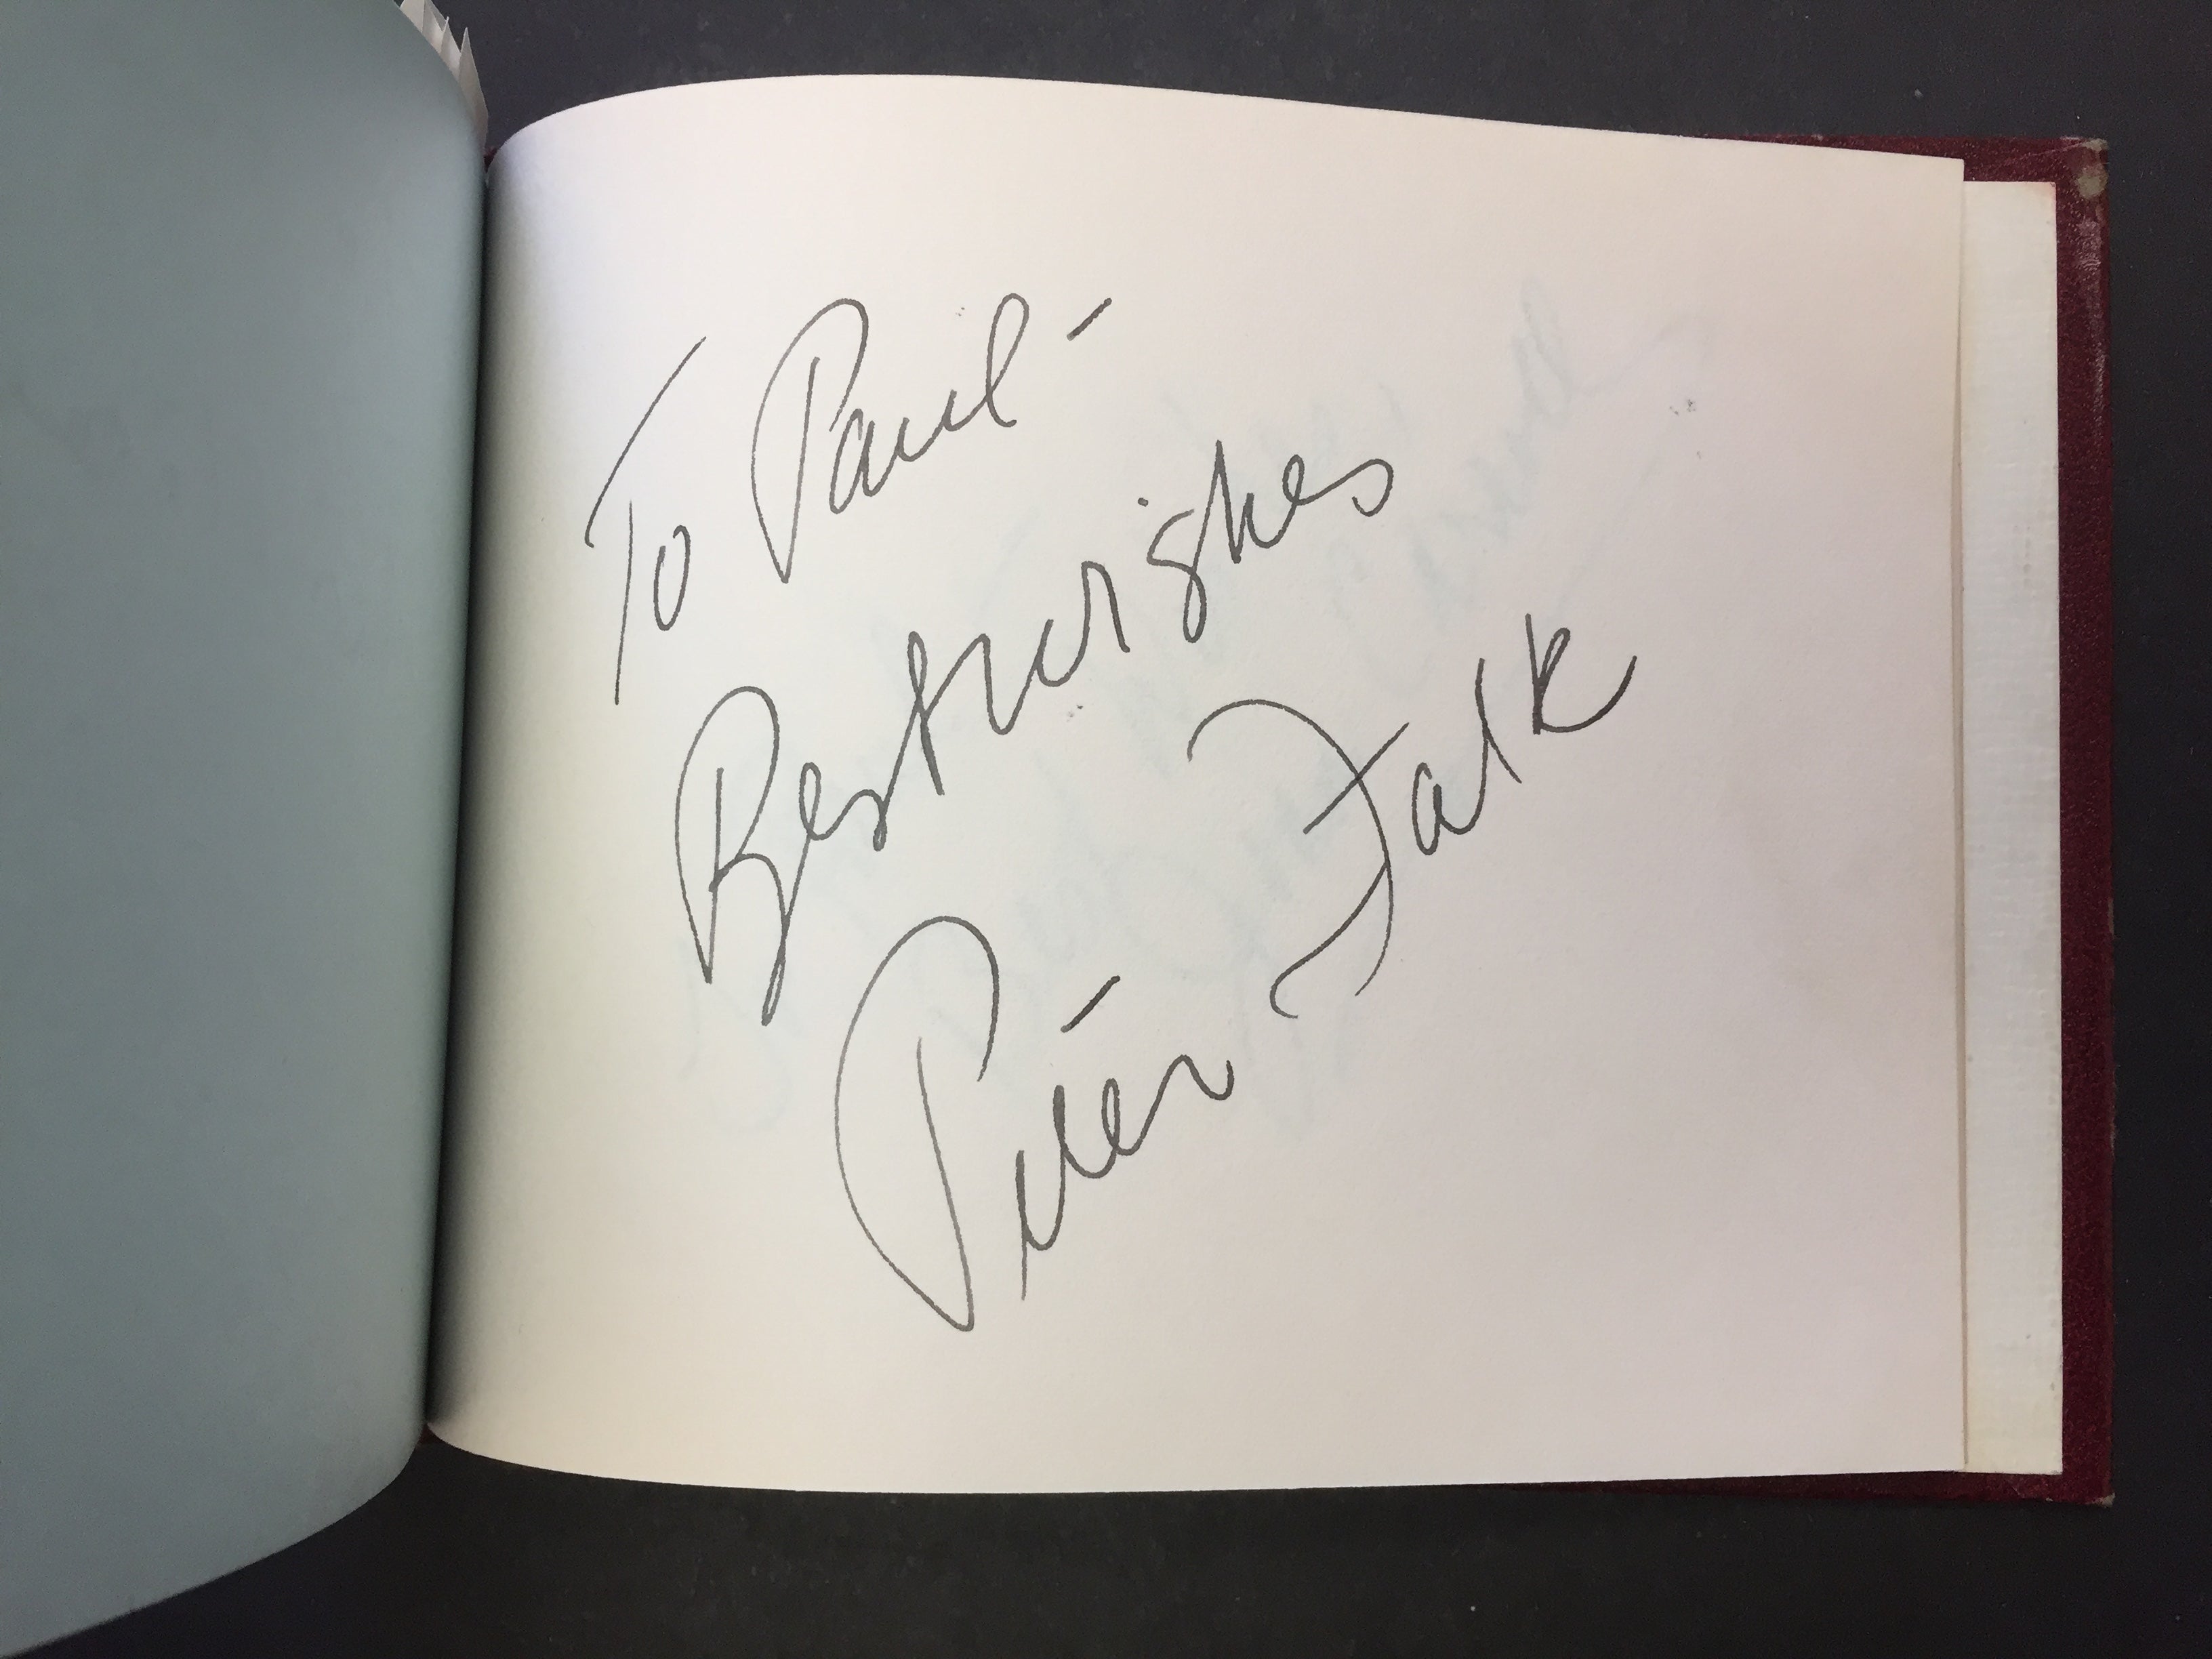 To Paul -
Best wishes
Peter Falk